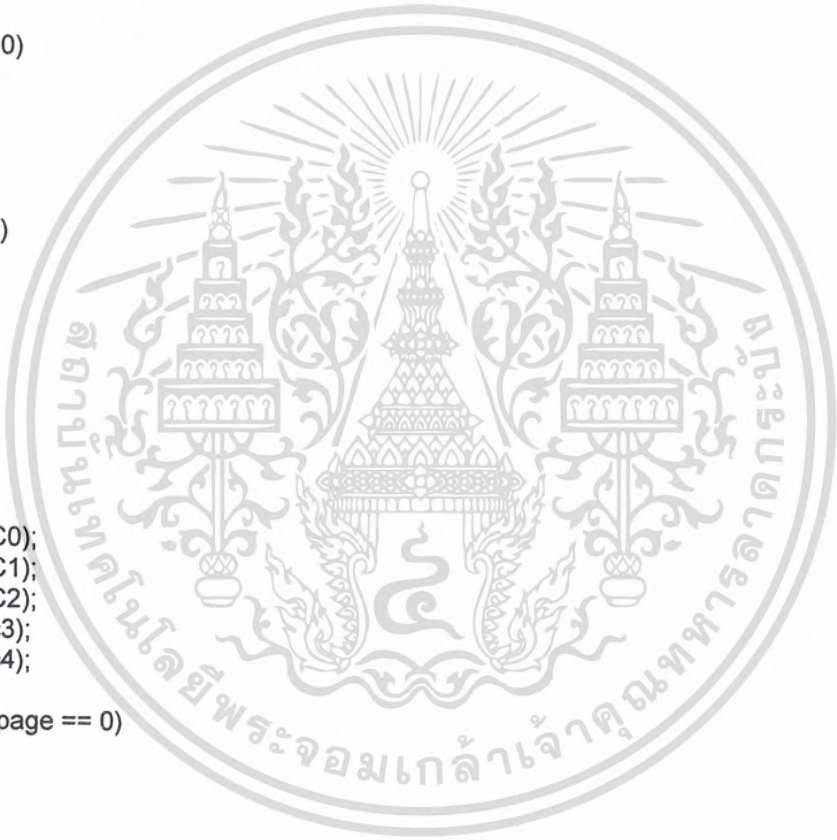 0)
)
C0);
C1);
C2);
3);
4);
page == 0)
สถาบันเทคโนโลยีพระจอมเกล้าเจ้าคุณทหารลาดกระบัง